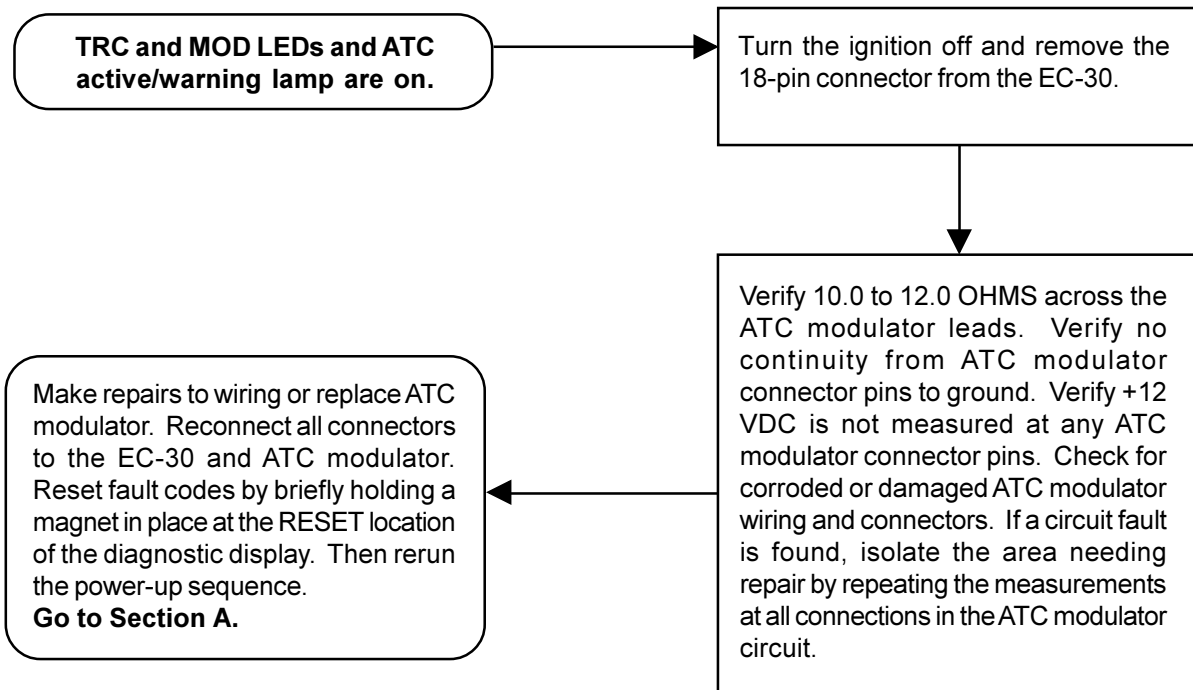 TRC and MOD LEDs and ATC
active/warning lamp are on.
Turn the ignition off and remove the
18-pin connector from the EC-30.
Verify 10.0 to 12.0 OHMS across the
ATC modulator leads. Verify no
continuity from ATC modulator
connector pins to ground. Verify +12
VDC is not measured at any ATC
modulator connector pins. Check for
corroded or damaged ATC modulator
wiring and connectors. If a circuit fault
is found, isolate the area needing
repair by repeating the measurements
at all connections in the ATC modulator
circuit.
Make repairs to wiring or replace ATC
modulator. Reconnect all connectors
to the EC-30 and ATC modulator.
Reset fault codes by briefly holding a
magnet in place at the RESET location
of the diagnostic display. Then rerun
the power-up sequence.
Go to Section A.